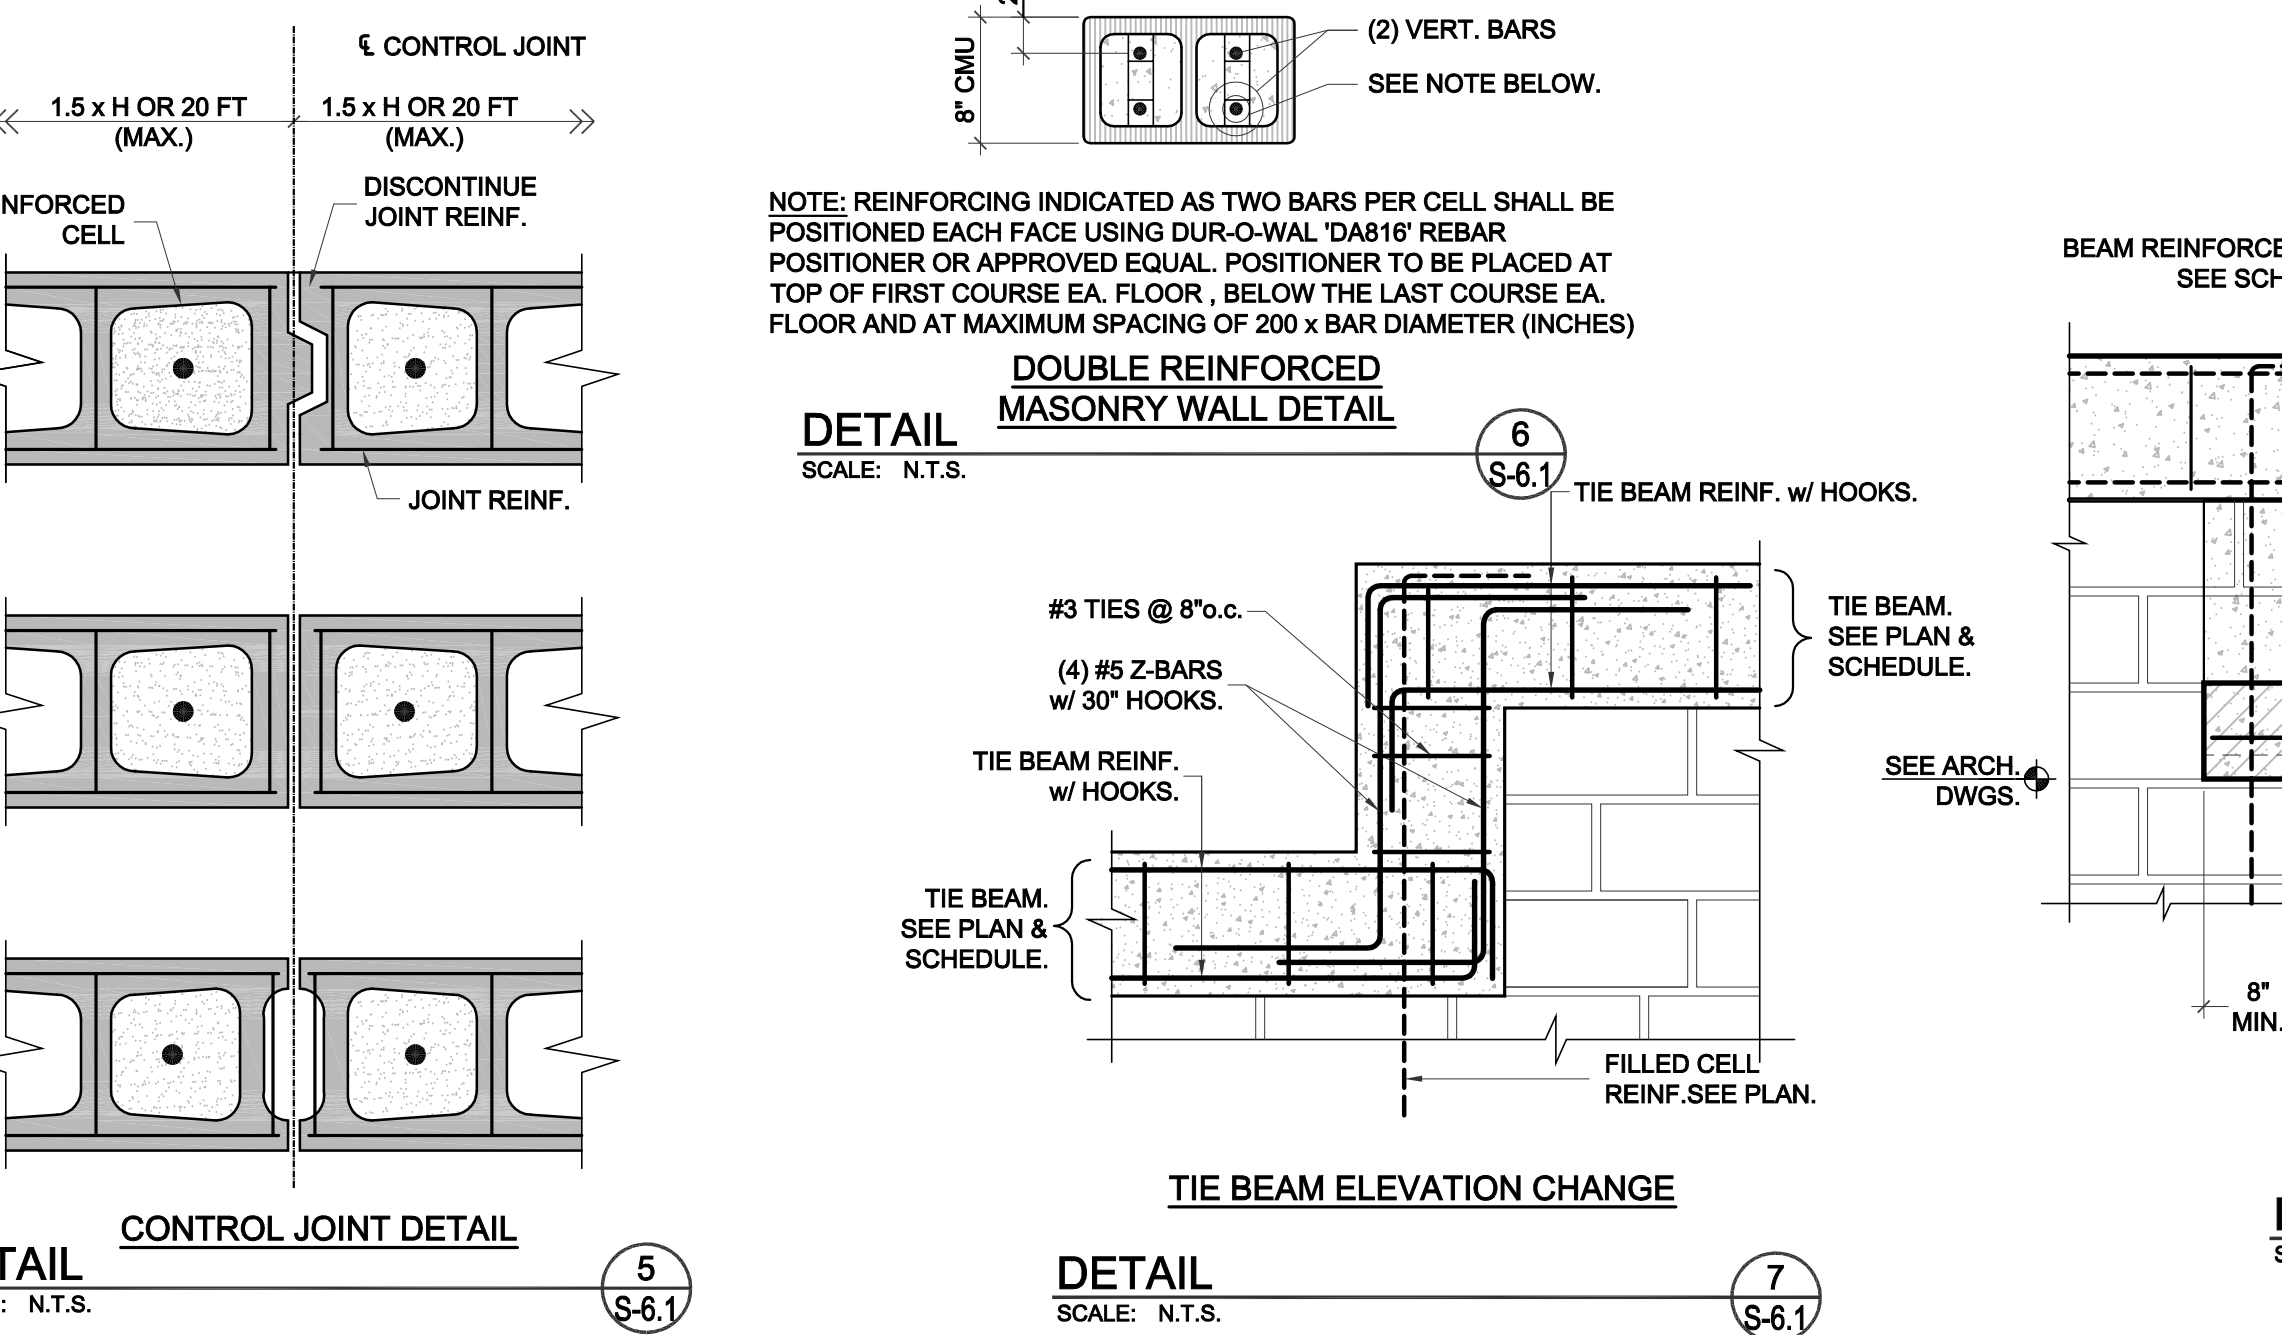 ℄ CONTROL JOINT
1.5 x H OR 20 FT
(MAX.)
1.5 x H OR 20 FT
(MAX.)
DISCONTINUE
JOINT REINF.
NFORCED
CELL
JOINT REINF.
CONTROL JOINT DETAIL
TAIL
: N.T.S.
5
S-6.1
8" CMU
(2) VERT. BARS
SEE NOTE BELOW.
NOTE: REINFORCING INDICATED AS TWO BARS PER CELL SHALL BE
POSITIONED EACH FACE USING DUR-O-WAL 'DA816' REBAR
POSITIONER OR APPROVED EQUAL. POSITIONER TO BE PLACED AT
TOP OF FIRST COURSE EA. FLOOR , BELOW THE LAST COURSE EA.
FLOOR AND AT MAXIMUM SPACING OF 200 x BAR DIAMETER (INCHES)
DOUBLE REINFORCED
MASONRY WALL DETAIL
DETAIL
SCALE: N.T.S.
6
S-6.1
TIE BEAM REINF. w/ HOOKS.
#3 TIES @ 8"o.c.
(4) #5 Z-BARS
w/ 30" HOOKS.
TIE BEAM REINF.
w/ HOOKS.
TIE BEAM.
SEE PLAN &
SCHEDULE.
TIE BEAM.
SEE PLAN &
SCHEDULE.
FILLED CELL
REINF.SEE PLAN.
TIE BEAM ELEVATION CHANGE
DETAIL
SCALE: N.T.S.
7
S-6.1
BEAM REINFORCE
SEE SCH
SEE ARCH.
DWGS.
8"
MIN.